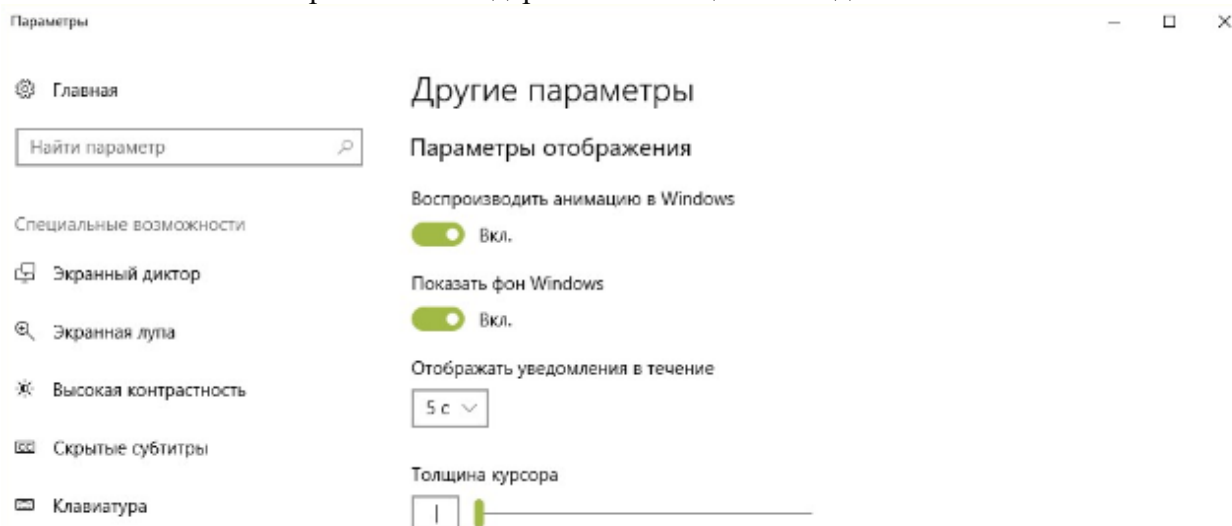 Параметры
Главная
Найти параметр
Специальные возможности
Экранный диктор
Экранная лупа
Высокая контрастность
Скрытые субтитры
Клавиатура
Другие параметры
Параметры отображения
Воспроизводить анимацию в Windows
Вкл.
Показать фон Windows
Вкл.
Отображать уведомления в течение
5 с
Толщина курсора